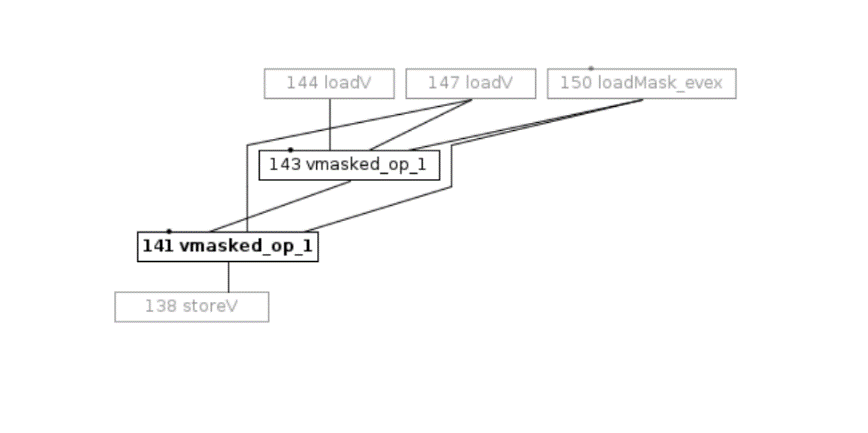 144 loadV
147 loadV
150 loadMask_evex
143 vmasked_op_1
141 vmasked_op_1
138 storeV